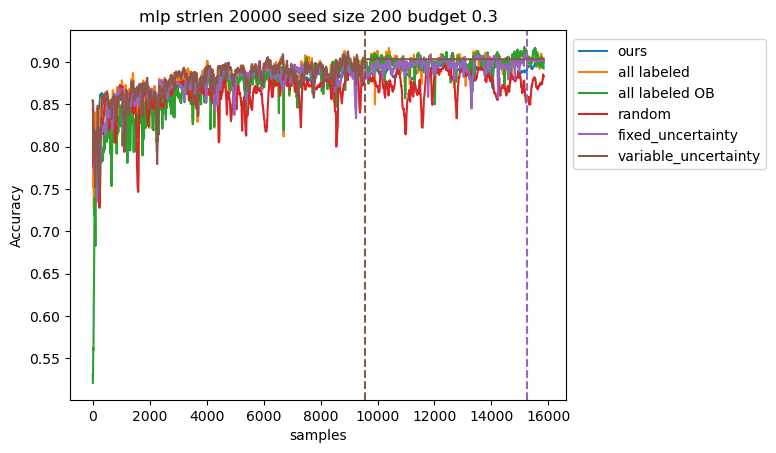 mlp strlen 20000 seed size 200 budget 0.3
Accuracy
0.90
0.85
0.80
0.75
0.70
0.65
0.60
0.55
0
2000
4000
6000
8000
10000
12000
14000
16000
samples
ours
all labeled
all labeled OB
random
fixed_uncertainty
variable_uncertainty